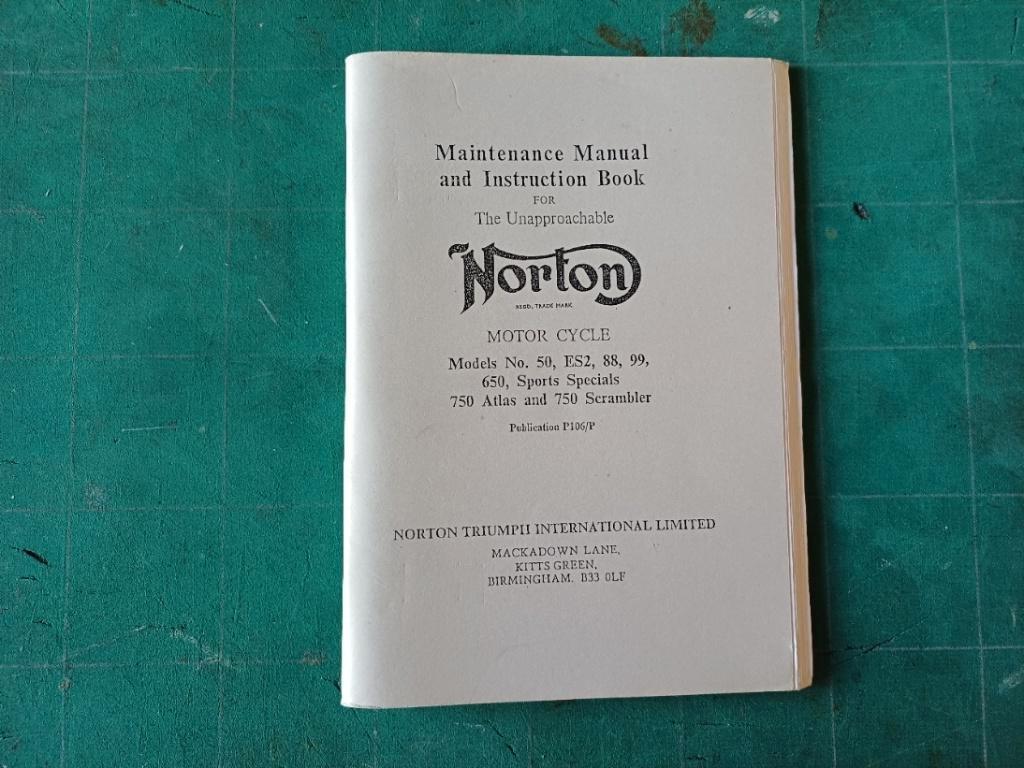 Maintenance Manual
and Instruction Book
FOR
The Unapproachable
Norton
REGD. TRADE MARK
MOTOR CYCLE
Models No. 50, ES2, 88, 99,
650, Sports Specials
750 Atlas and 750 Scrambler
Publication P106/P
NORTON TRIUMPH INTERNATIONAL LIMITED
MACKADOWN LANE,
KITTS GREEN,
BIRMINGHAM. B33 0LF